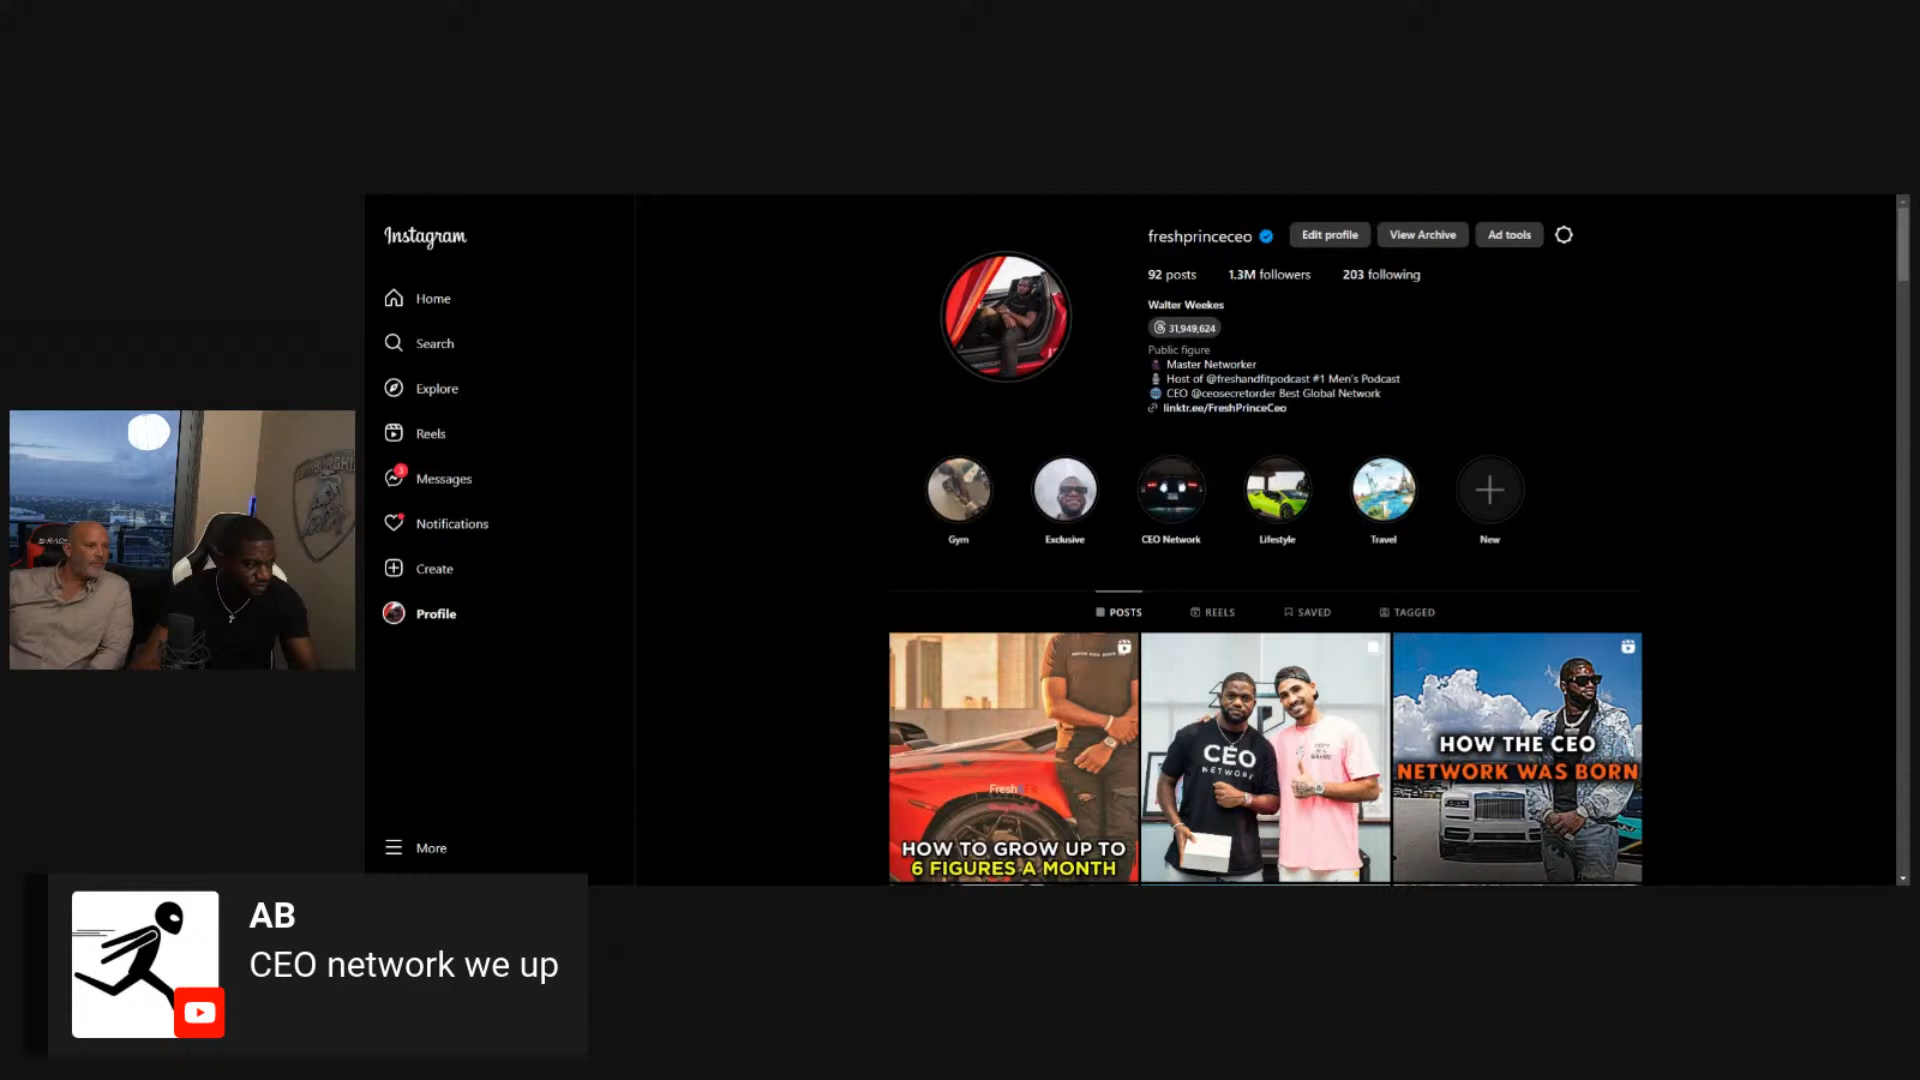 Instagram
Home
Search
Explore
Reels
3
Messages
Notifications
Create
Profile
More
freshprinceceo
Edit profile
View Archive
Ad tools
92 posts
1.3M followers
203 following
Walter Weekes
31,949,624
Public figure
Master Networker
Host of @freshandfitpodcast #1 Men's Podcast
CEO @ceosecretorder Best Global Network
linktr.ee/FreshPrinceCeo
Gym
Exclusive
CEO Network
Lifestyle
Travel
New
POSTS
REELS
SAVED
TAGGED
Fresh
HOW TO GROW UP TO
6 FIGURES A MONTH
CEO
NETWORK
HOW THE CEO
NETWORK WAS BORN
AB
CEO network we up